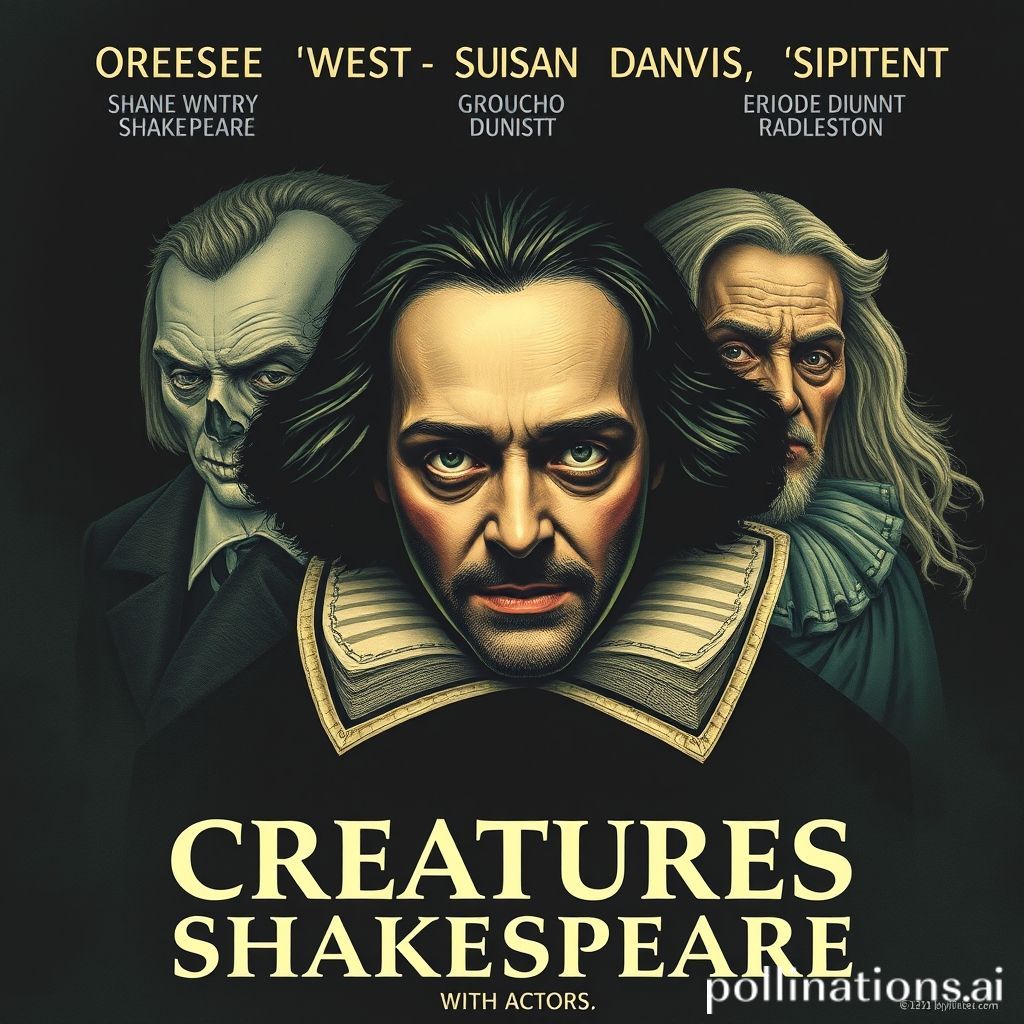 OREESEE 'WEST - SUISAN DANVIS, 'SIPITENT
SHANE WNTRY
SHAKEPEARE
GROUCHO
DUNISTT
ERIODE DIUNNT
RADLESTON
CREATURES
SHAKESPEARE
WITH ACTORS.
pollinations.ai